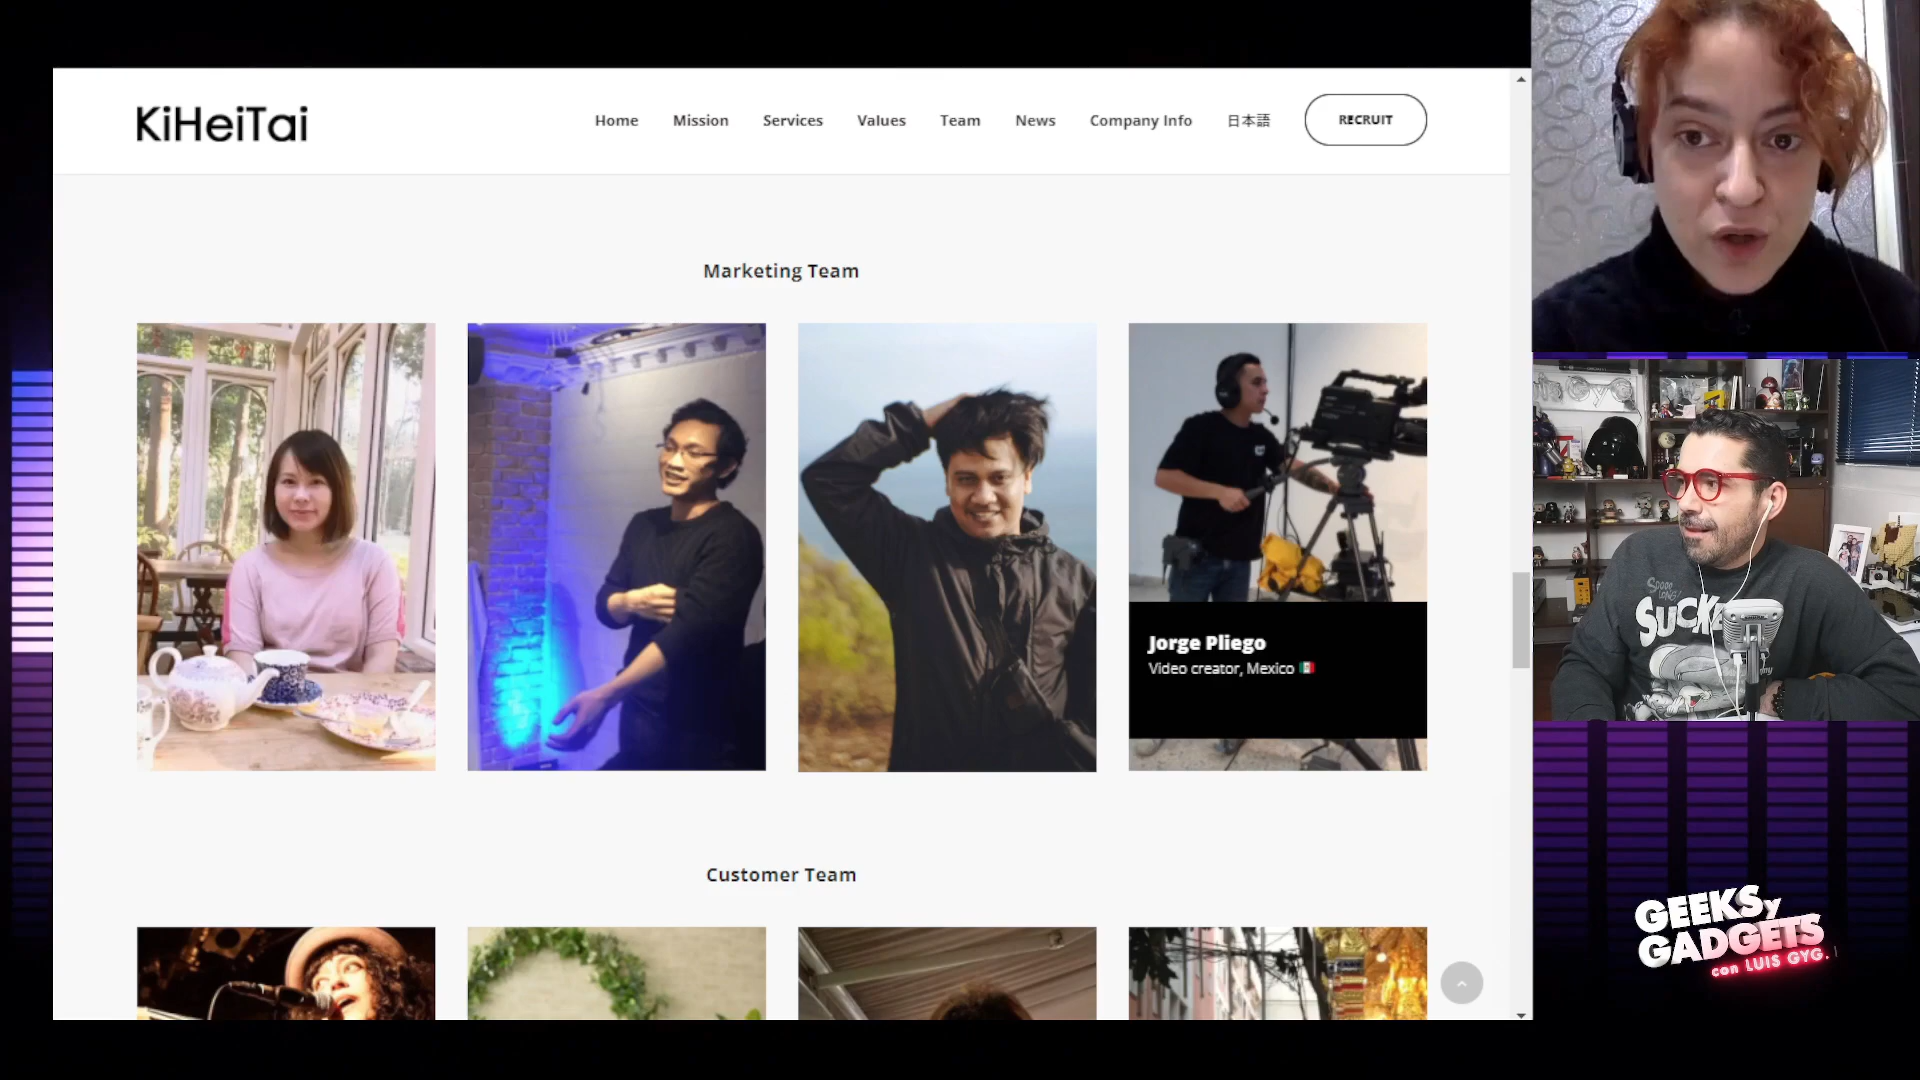 KiHeiTai
Home Mission Services Values Team News Company Info 日本語 RECRUIT
Marketing Team
Jorge Pliego
Video creator, Mexico
Customer Team
SUCKE
GEEKS y
GADGETS
con LUIS GYG.